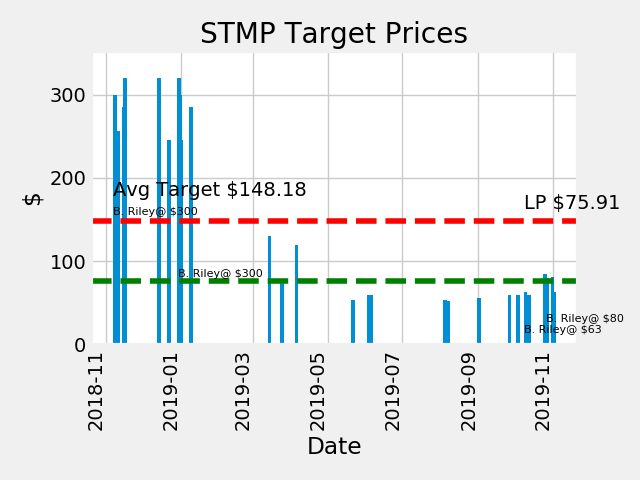 STMP Target Prices
$
300
200
100
0
Avg Target $148.18
LP $75.91
B. Riley@ $300
B. Riley@ $300
B. Riley@ $80
B. Riley@ $63
2018-11
2019-01
2019-03
2019-05
2019-07
2019-09
2019-11
Date